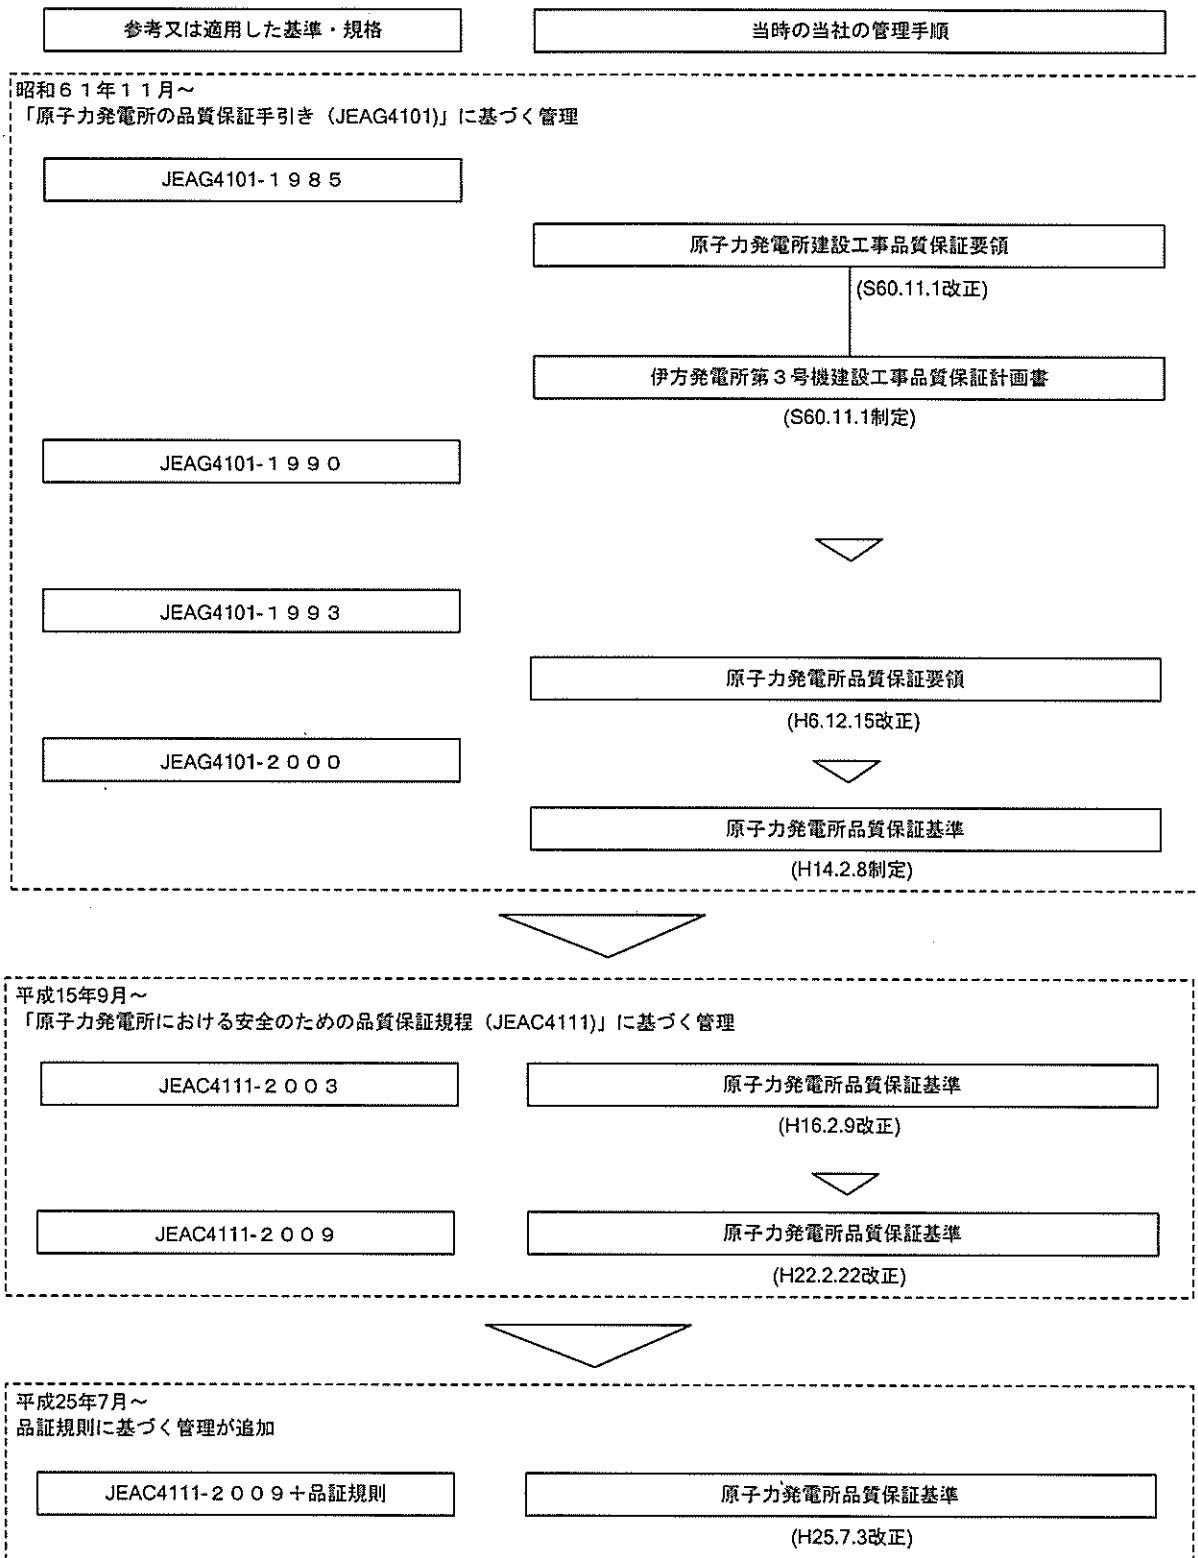 参考又は適用した基準・規格
当時の当社の管理手順
昭和61年11月~
「原子力発電所の品質保証手引き（JEAG4101)」に基づく管理
JEAG4101-1985
原子力発電所建設工事品質保証要領
(S60.11.1改正)
伊方発電所第3号機建設工事品質保証計画書
(S60.11.1制定)
JEAG4101-1990
JEAG4101-1993
原子力発電所品質保証要領
(H6.12.15改正)
JEAG4101-2000
原子力発電所品質保証基準
(H14.2.8制定)
平成15年9月~
「原子力発電所における安全のための品質保証規程（JEAC4111)」に基づく管理
JEAC4111-2003
原子力発電所品質保証基準
(H16.2.9改正)
JEAC4111-2009
原子力発電所品質保証基準
(H22.2.22改正)
平成25年7月~
品証規則に基づく管理が追加
JEAC4111-2009+品証規則
原子力発電所品質保証基準
(H25.7.3改正)